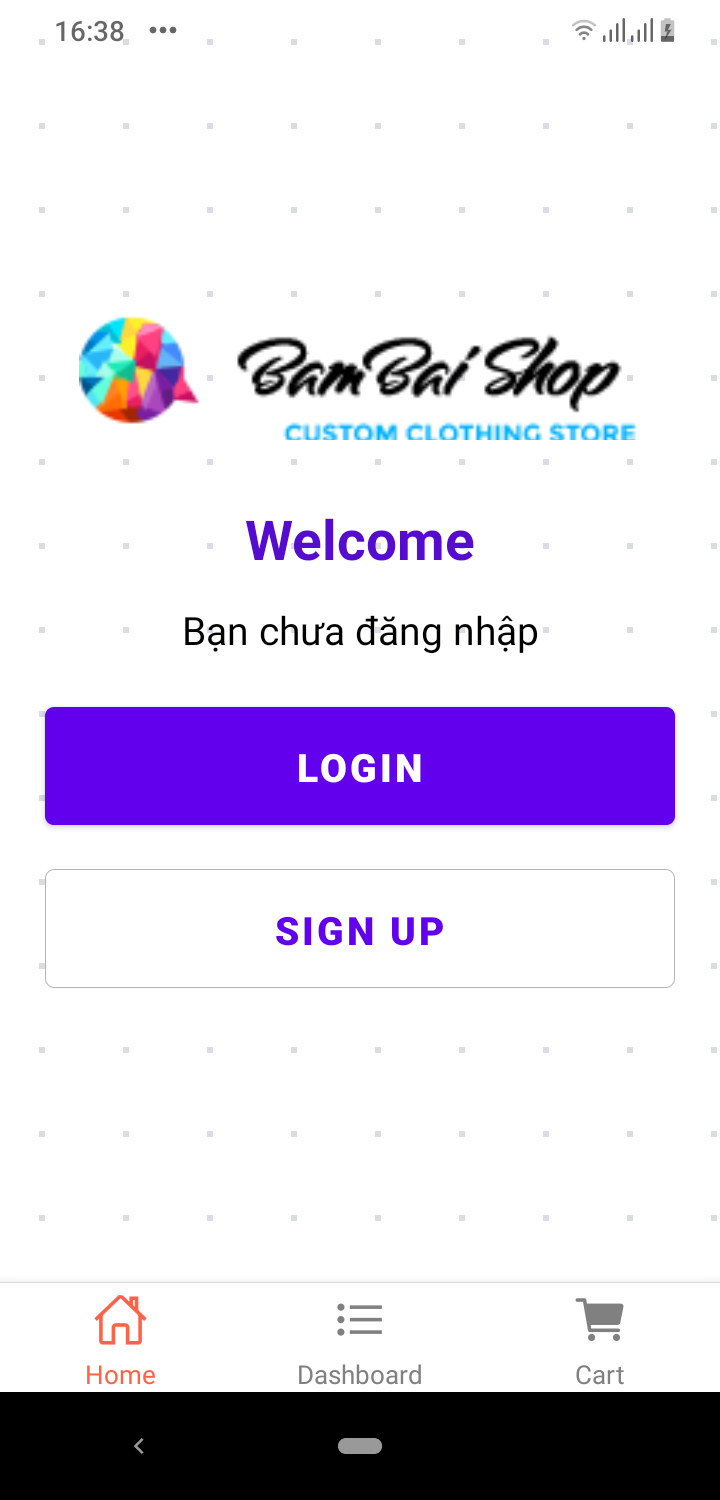 16:38
BamBai Shop
CUSTOM CLOTHING STORE
Welcome
Bạn chưa đăng nhập
LOGIN
SIGN UP
Home
Dashboard
Cart